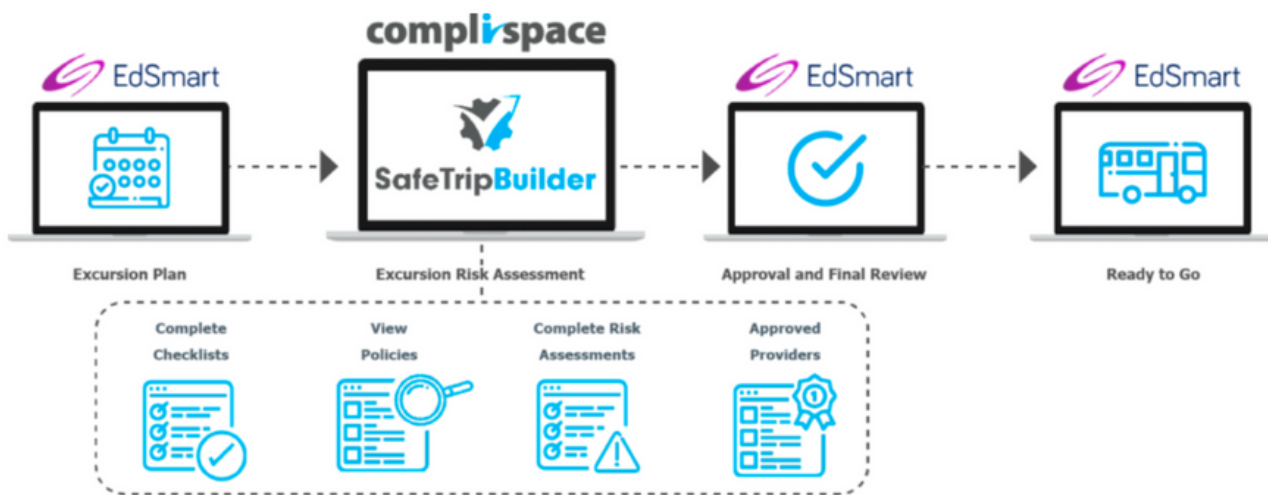 complispace
EdSmart
EdSmart
EdSmart
SafeTripBuilder
Excursion Plan
Excursion Risk Assessment
Approval and Final Review
Ready to Go
Complete
Checklists
View
Policies
Complete Risk
Assessments
Approved
Providers
1